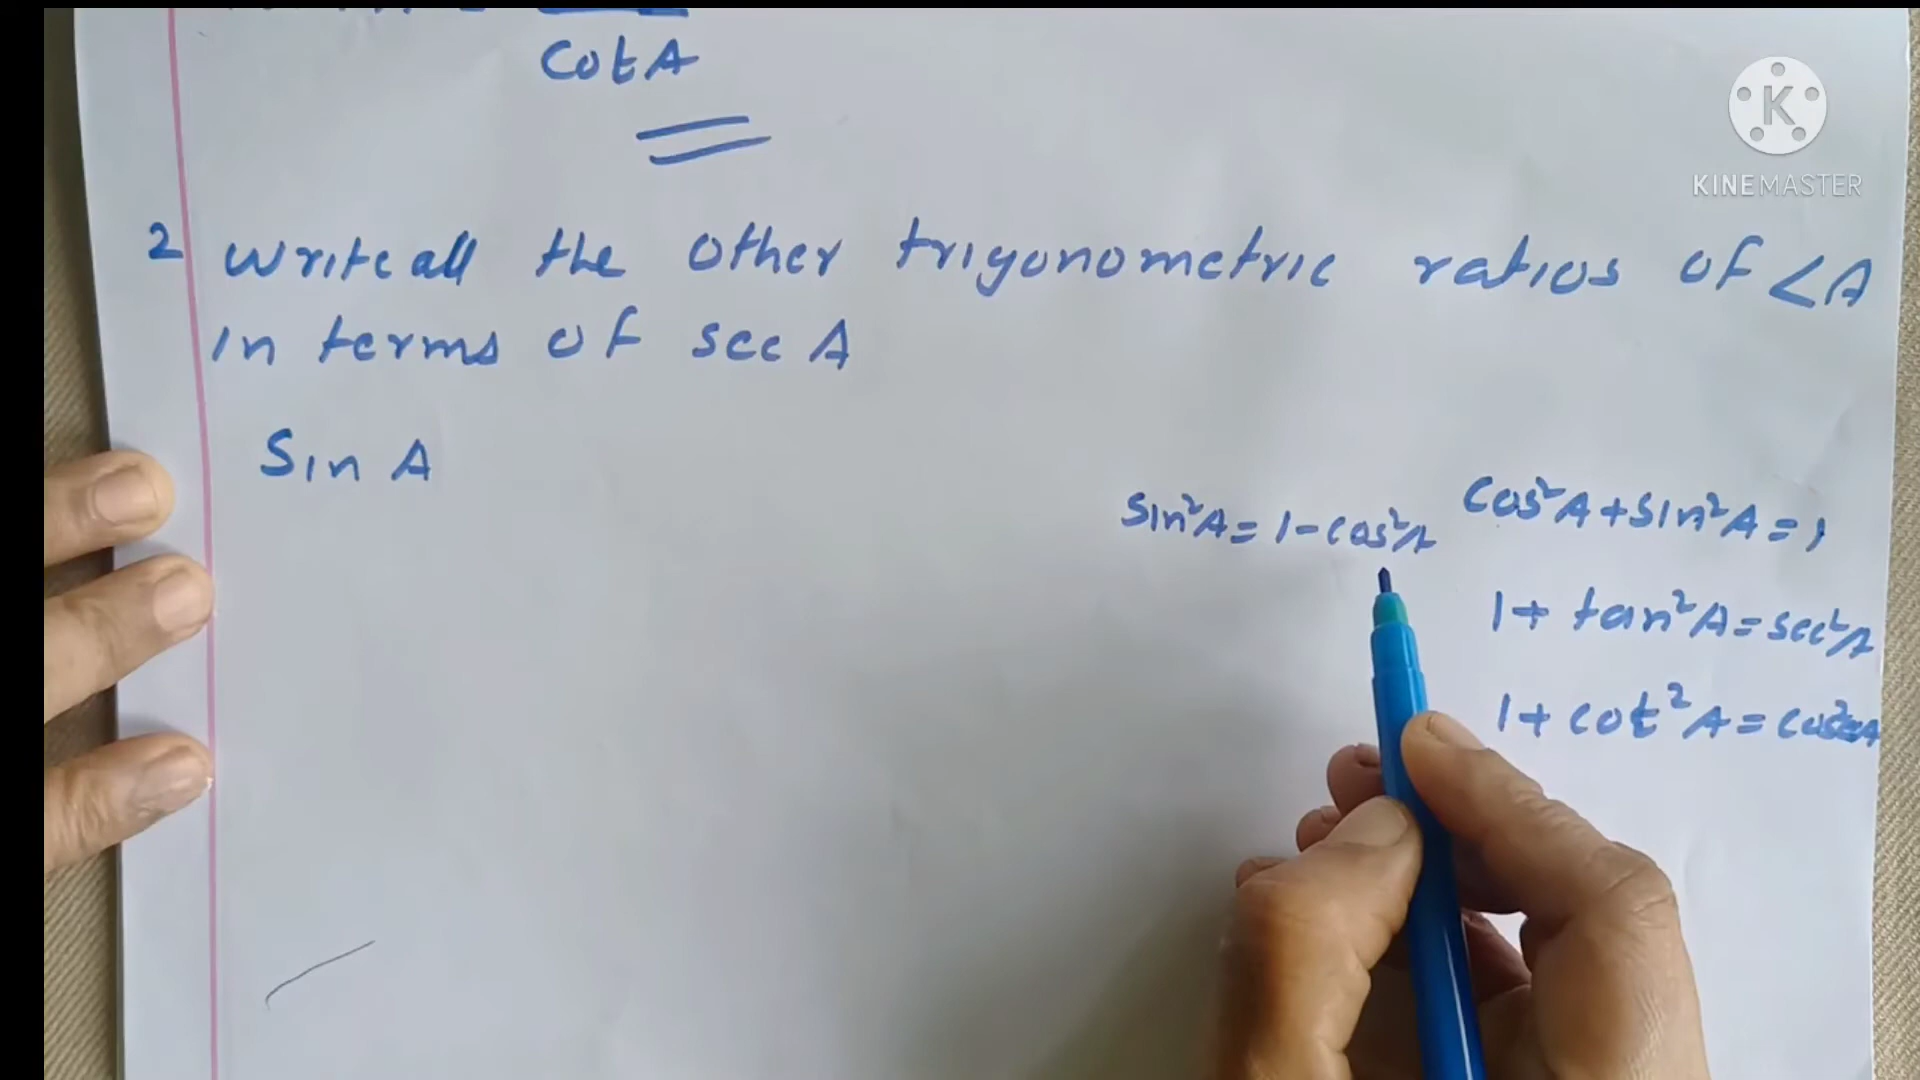 Cot A
KINEMASTER
2 Write all the other trigonometric ratios of <A
in terms of sec A
Sin A
Sin²A = 1 - cos²A
Cos²A + Sin²A = 1
1 + tan²A = sec²A
1 + cot²A = cosec²A